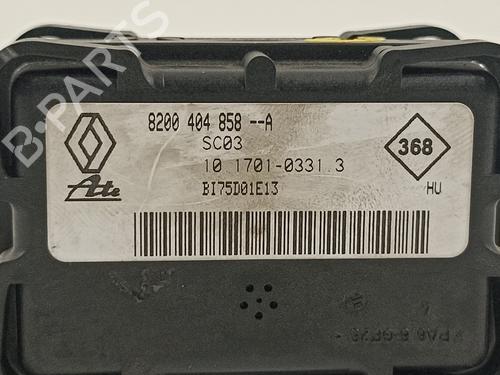 B-PARTS
8200 404 858 --A
SC03
10 1701-0331 3
BI75D01E13
Ate
368
HU